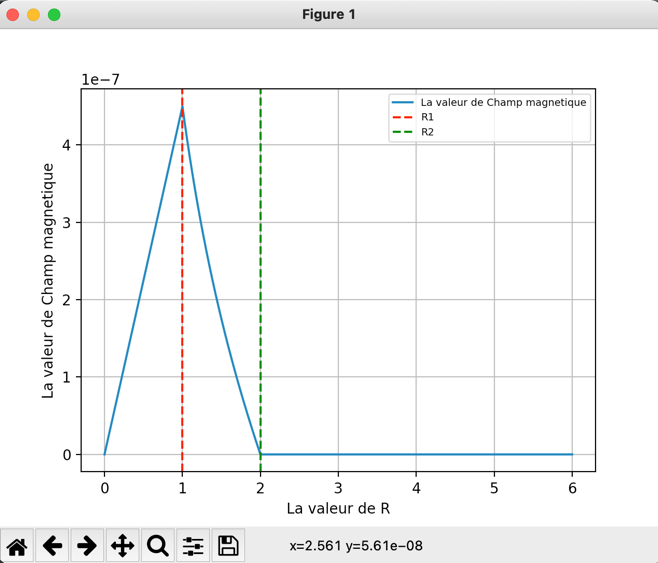 Figure 1
1e−7
La valeur de Champ magnetique
R1
R2
4
3
2
1
0
La valeur de Champ magnetique
0 1 2 3 4 5 6
La valeur de R
x=2.561 y=5.61e−08